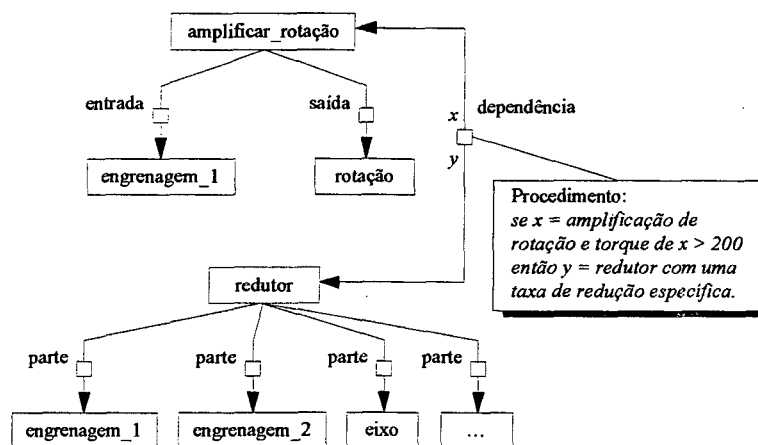 amplificar_rotação
entrada
saída
x
dependência
y
engrenagem_1
rotação
Procedimento:
se x = amplificação de
rotação e torque de x > 200
então y = redutor com uma
taxa de redução específica.
redutor
parte
parte
parte
parte
engrenagem_1
engrenagem_2
eixo
...